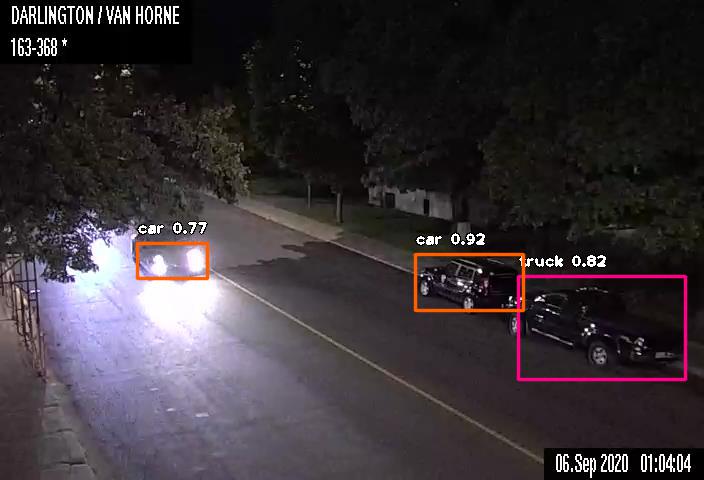 DARLINGTON / VAN HORNE
163-368 *
car 0.77
car 0.92
truck 0.82
06.Sep 2020 01:04:04